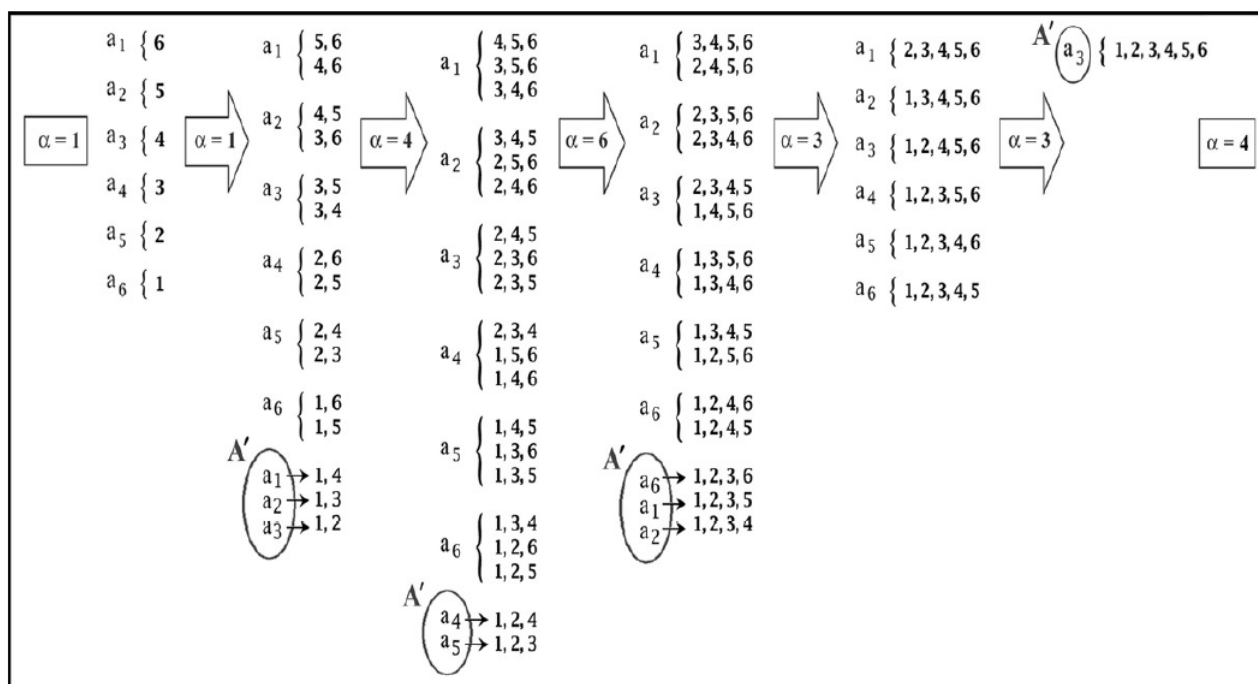 α = 1
a₁ { 6
a₂ { 5
a₃ { 4
a₄ { 3
a₅ { 2
a₆ { 1
α = 1
a₁ { 5, 6
4, 6
a₂ { 4, 5
3, 6
a₃ { 3, 5
3, 4
a₄ { 2, 6
2, 5
a₅ { 2, 4
2, 3
a₆ { 1, 6
1, 5
A′
a₁ → 1, 4
a₂ → 1, 3
a₃ → 1, 2
α = 4
a₁ { 4, 5, 6
3, 5, 6
3, 4, 6
a₂ { 3, 4, 5
2, 5, 6
2, 4, 6
a₃ { 2, 4, 5
2, 3, 6
2, 3, 5
a₄ { 2, 3, 4
1, 5, 6
1, 4, 6
a₅ { 1, 4, 5
1, 3, 6
1, 3, 5
a₆ { 1, 3, 4
1, 2, 6
1, 2, 5
A′
a₄ → 1, 2, 4
a₅ → 1, 2, 3
α = 6
a₁ { 3, 4, 5, 6
2, 4, 5, 6
a₂ { 2, 3, 5, 6
2, 3, 4, 6
a₃ { 2, 3, 4, 5
1, 4, 5, 6
a₄ { 1, 3, 5, 6
1, 3, 4, 6
a₅ { 1, 3, 4, 5
1, 2, 5, 6
a₆ { 1, 2, 4, 6
1, 2, 4, 5
A′
a₆ → 1, 2, 3, 6
a₁ → 1, 2, 3, 5
a₂ → 1, 2, 3, 4
α = 3
a₁ { 2, 3, 4, 5, 6
a₂ { 1, 3, 4, 5, 6
a₃ { 1, 2, 4, 5, 6
a₄ { 1, 2, 3, 5, 6
a₅ { 1, 2, 3, 4, 6
a₆ { 1, 2, 3, 4, 5
α = 3
A′
a₃ { 1, 2, 3, 4, 5, 6
α = 4